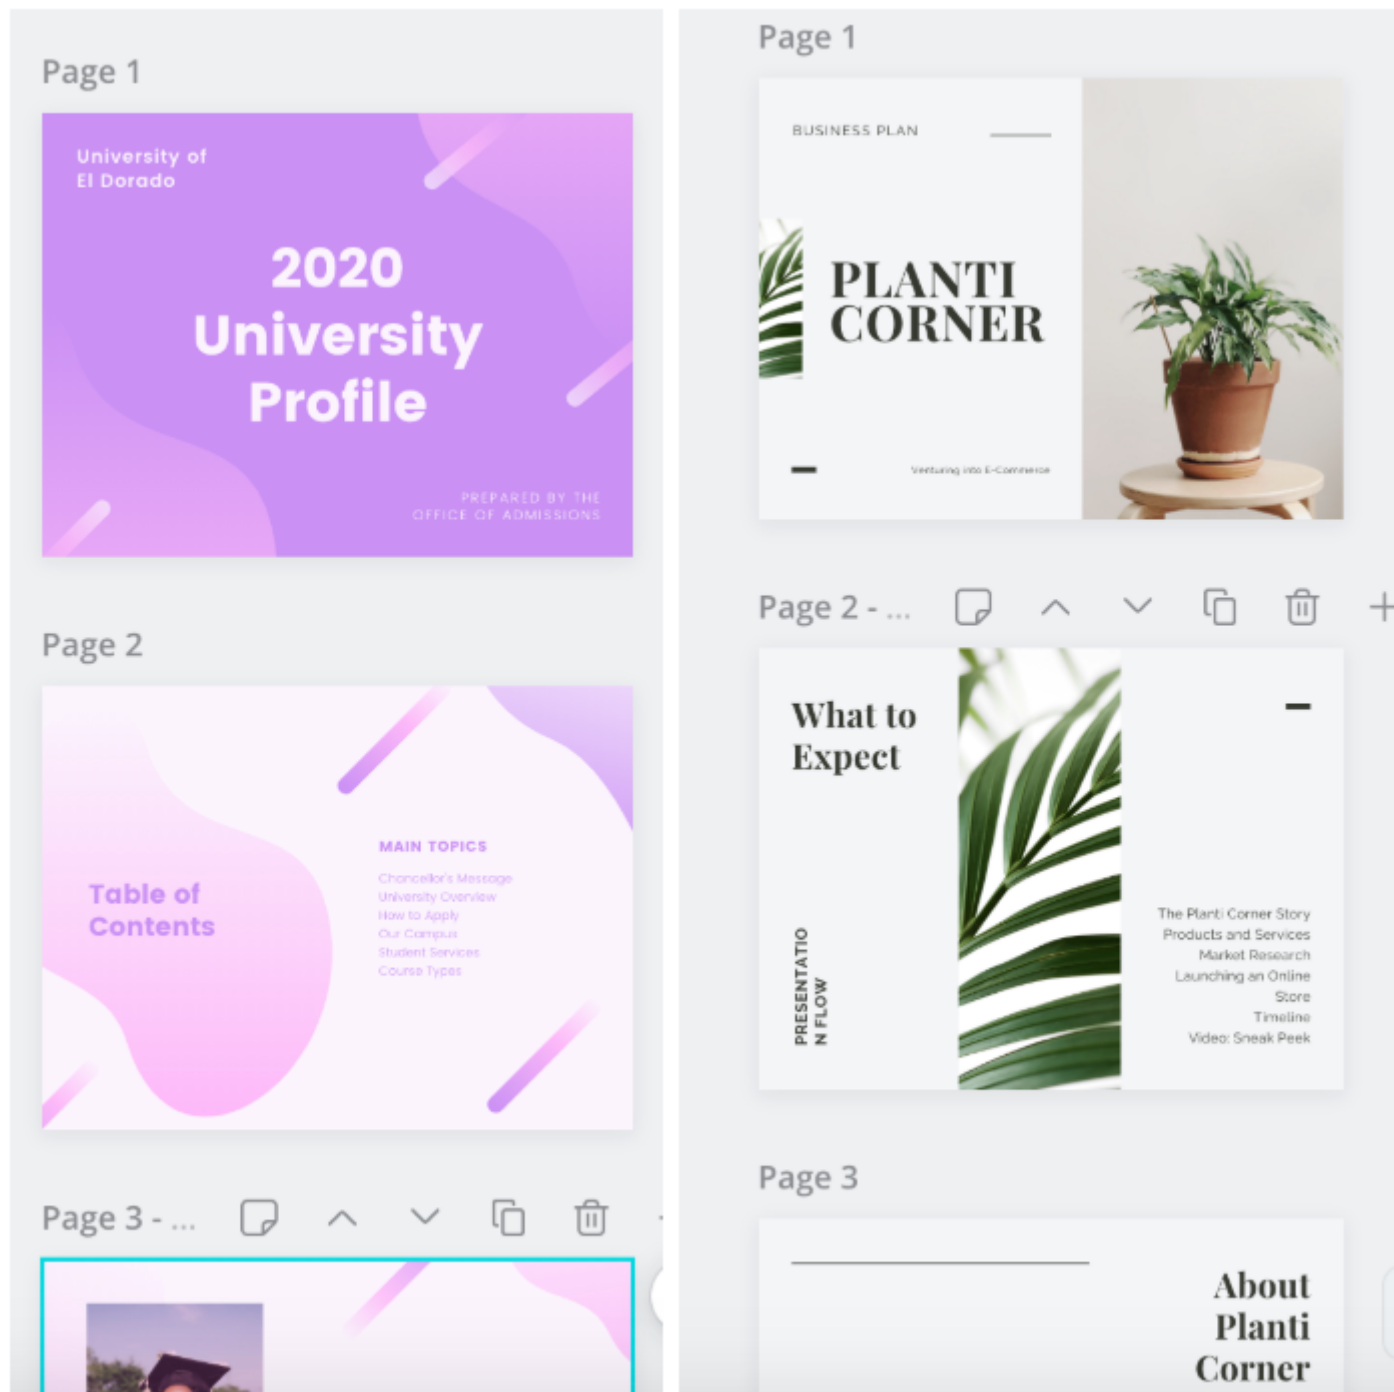 Page 1
University of
El Dorado
2020
University
Profile
PREPARED BY THE
OFFICE OF ADMISSIONS
Page 2
Table of
Contents
MAIN TOPICS
Chancellor's Message
University Overview
How to Apply
Our Campus
Student Services
Course Types
Page 3 - ...
Page 1
BUSINESS PLAN
PLANTI
CORNER
Venturing into E-Commerce
Page 2 - ...
What to
Expect
PRESENTATIO
N FLOW
The Planti Corner Story
Products and Services
Market Research
Launching an Online
Store
Timeline
Video: Sneak Peek
Page 3
About
Planti
Corner